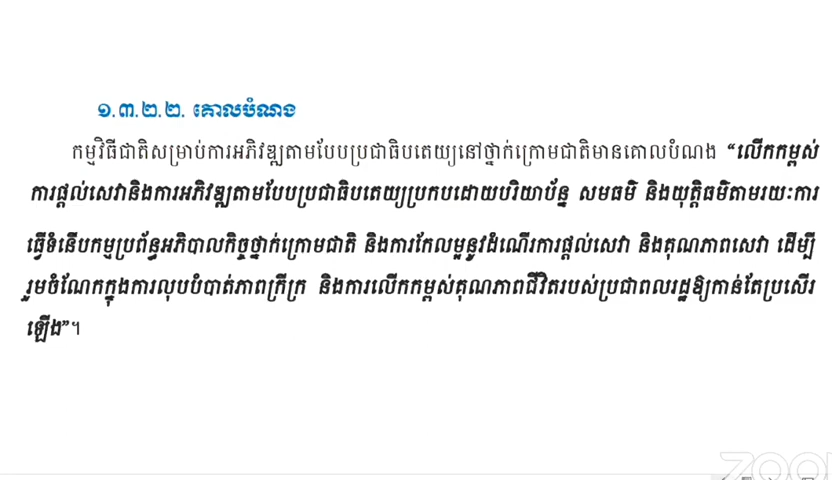 ១.៣.២.២. គោលបំណង
កម្មវិធីជាតិសម្រាប់ការអភិវឌ្ឍតាមបែបប្រជាធិបតេយ្យនៅថ្នាក់ក្រោមជាតិមានគោលបំណង “លើកកម្ពស់
ការផ្តល់សេវានិងការអភិវឌ្ឍតាមបែបប្រជាធិបតេយ្យប្រកបដោយបរិយាប័ន្ន សមធម៌ និងយុត្តិធម៌តាមរយៈការ
ធ្វើទំនើបកម្មប្រព័ន្ធអភិបាលកិច្ចថ្នាក់ក្រោមជាតិ និងការកែលម្អនូវដំណើរការផ្តល់សេវា និងគុណភាពសេវា ដើម្បី
រួមចំណែកក្នុងការលុបបំបាត់ភាពក្រីក្រ និងការលើកកម្ពស់គុណភាពជីវិតរបស់ប្រជាពលរដ្ឋឱ្យកាន់តែប្រសើរ
ឡើង”។